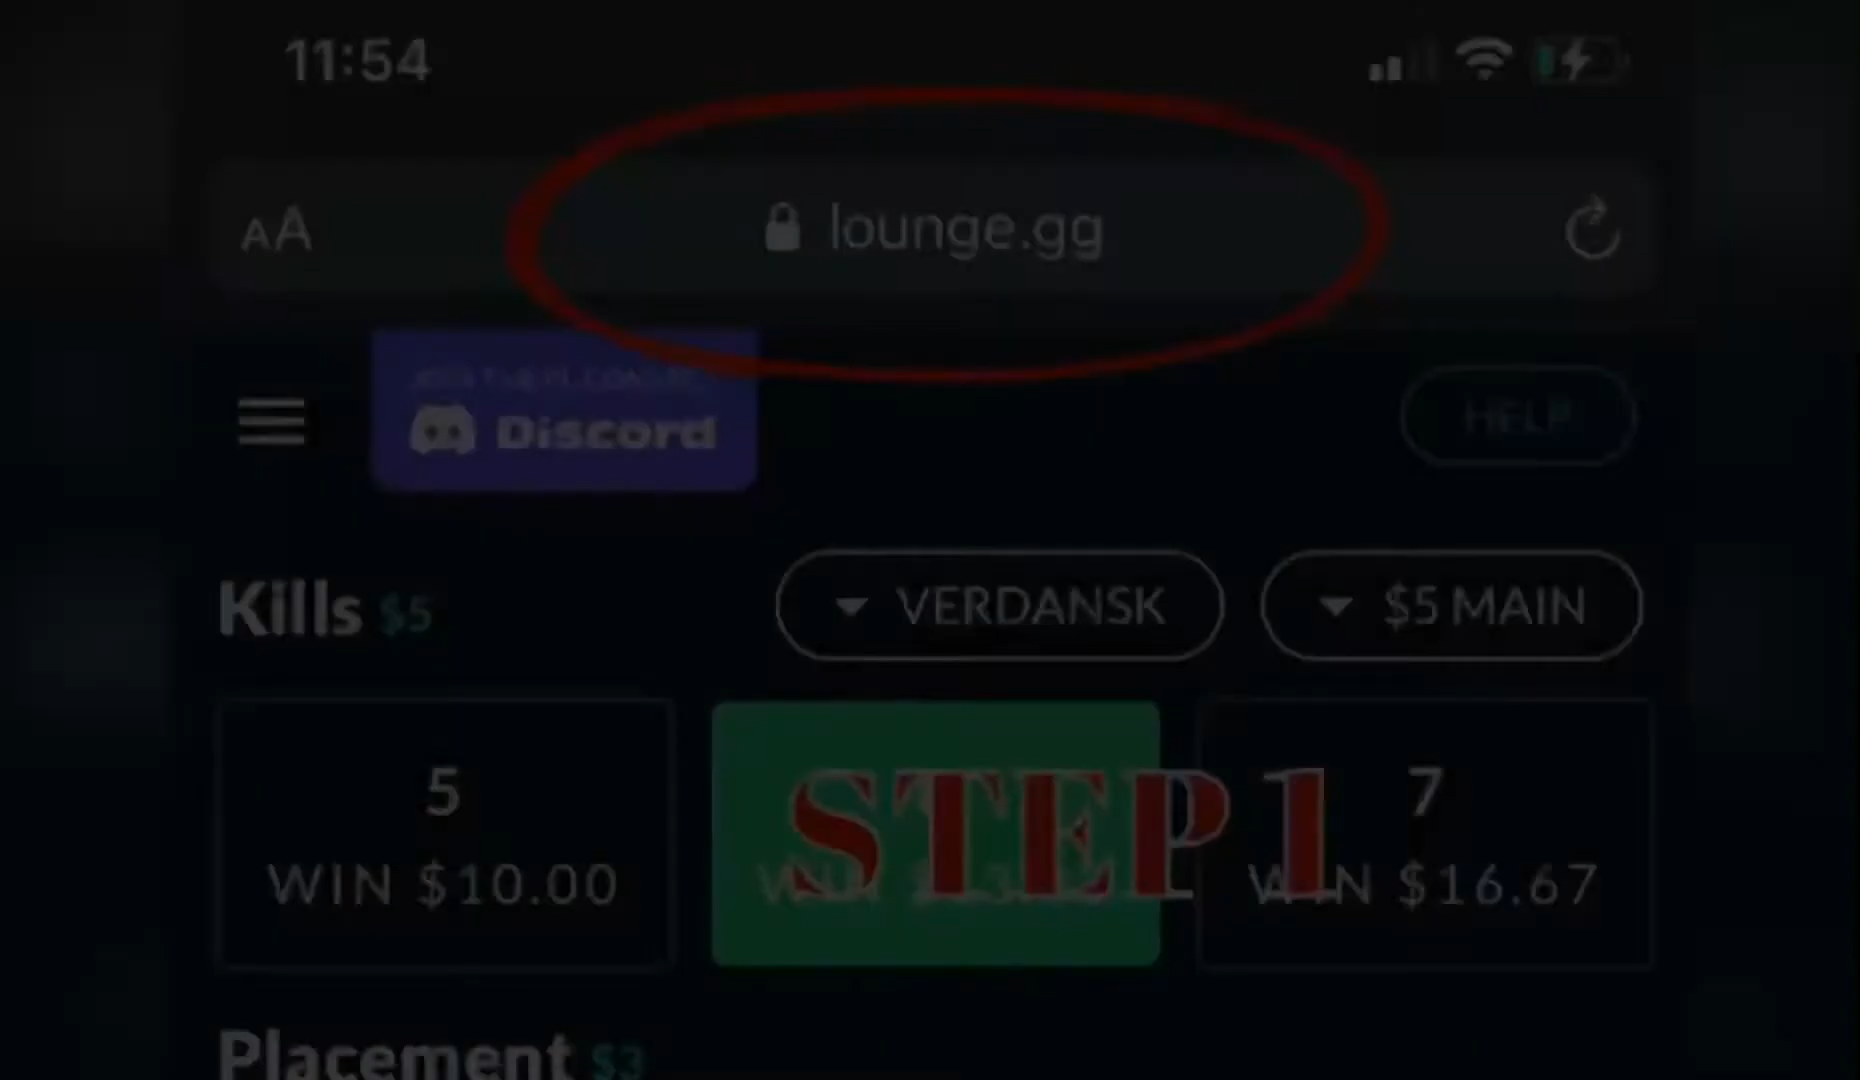 11:54
AA lounge.gg
Discord
HELP
Kills $5 VERDANSK $5 MAIN
5 7
STEP 1
WIN $10.00 WIN $16.67
Placement $3